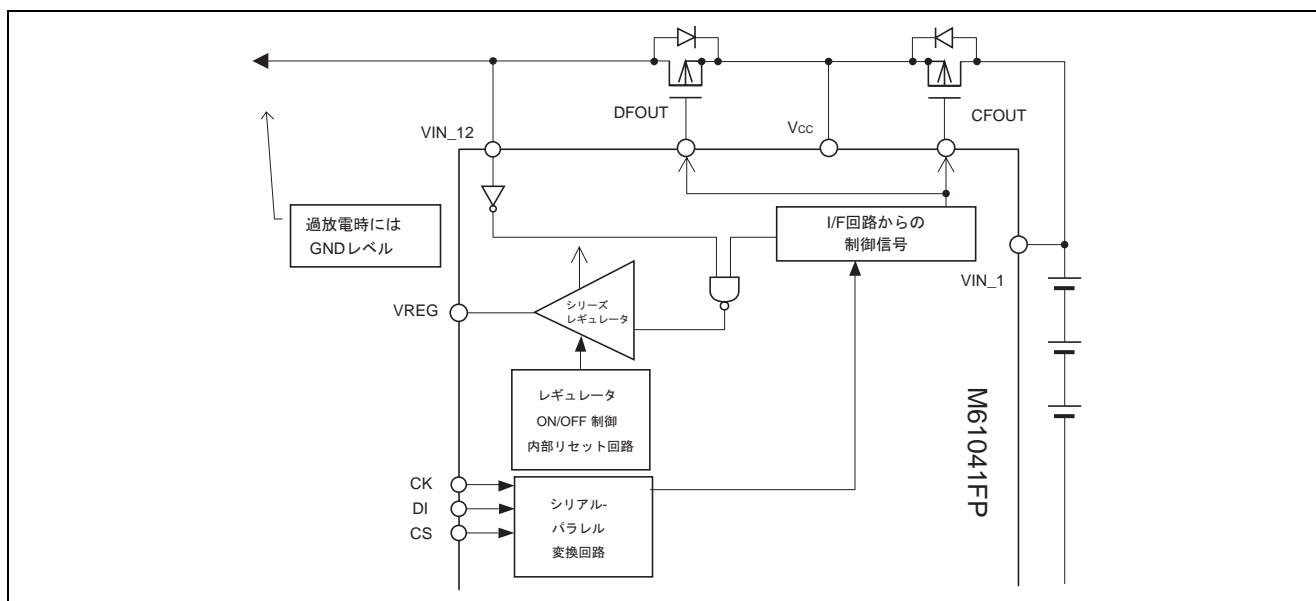 DFOUT
CFOUT
VIN_12
Vcc
過放電時には
GNDレベル
I/F回路からの
制御信号
VIN_1
VREG
シリーズ
レギュレータ
レギュレータ
ON/OFF 制御
内部リセット回路
M61041FP
CK
DI
CS
シリアル-
パラレル
変換回路